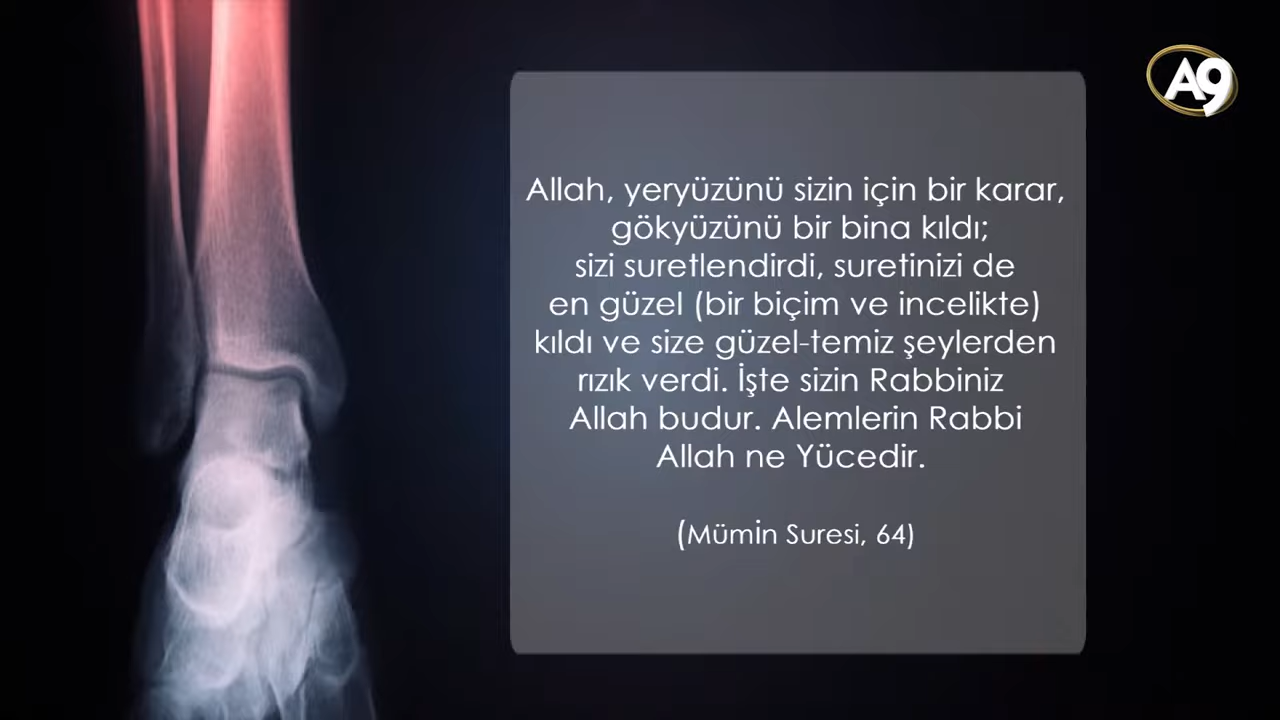 A9
Allah, yeryüzünü sizin için bir karar,
gökyüzünü bir bina kıldı;
sizi suretlendirdi, suretinizi de
en güzel (bir biçim ve incelikte)
kıldı ve size güzel-temiz şeylerden
rızık verdi. İşte sizin Rabbiniz
Allah budur. Alemlerin Rabbi
Allah ne Yücedir.
(Mümin Suresi, 64)